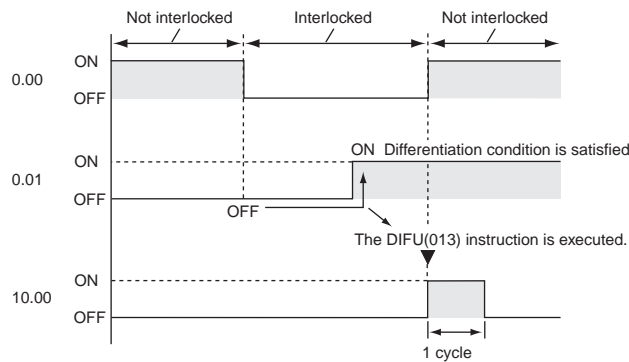 Not interlocked Interlocked Not interlocked
ON
0.00
OFF
ON Differentiation condition is satisfied
ON
0.01
OFF
OFF
The DIFU(013) instruction is executed.
ON
10.00
OFF
1 cycle